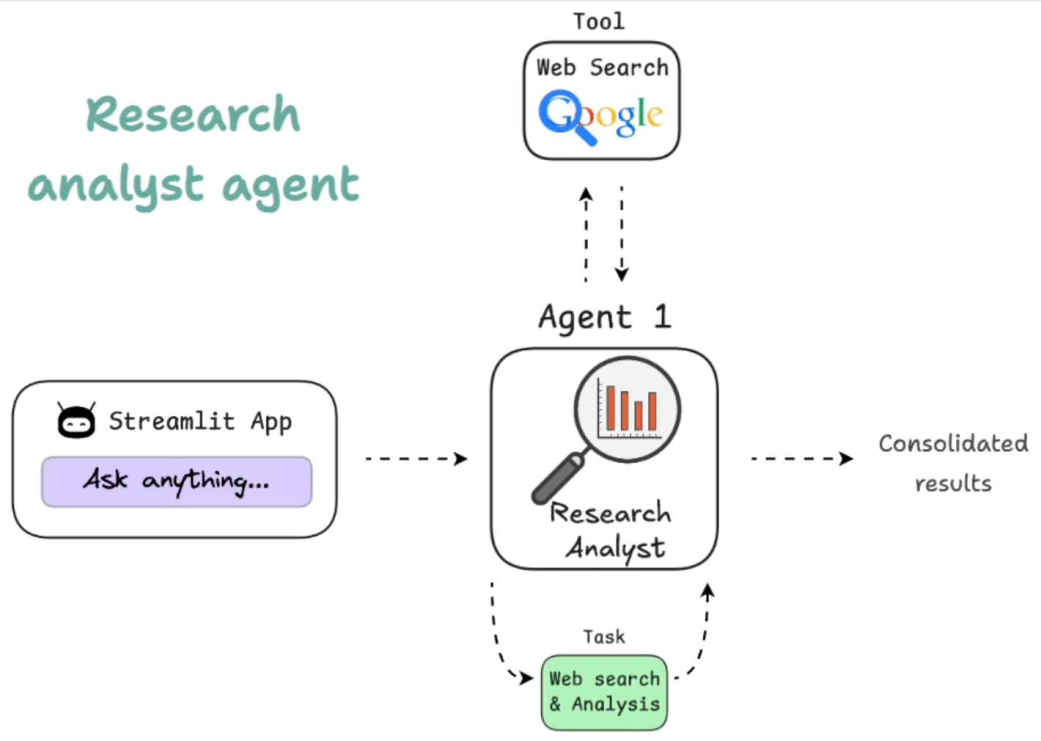 Research
analyst agent
Tool
Web Search
Google
Agent 1
Research
Analyst
Streamlit App
Ask anything...
Consolidated
results
Task
Web search
& Analysis